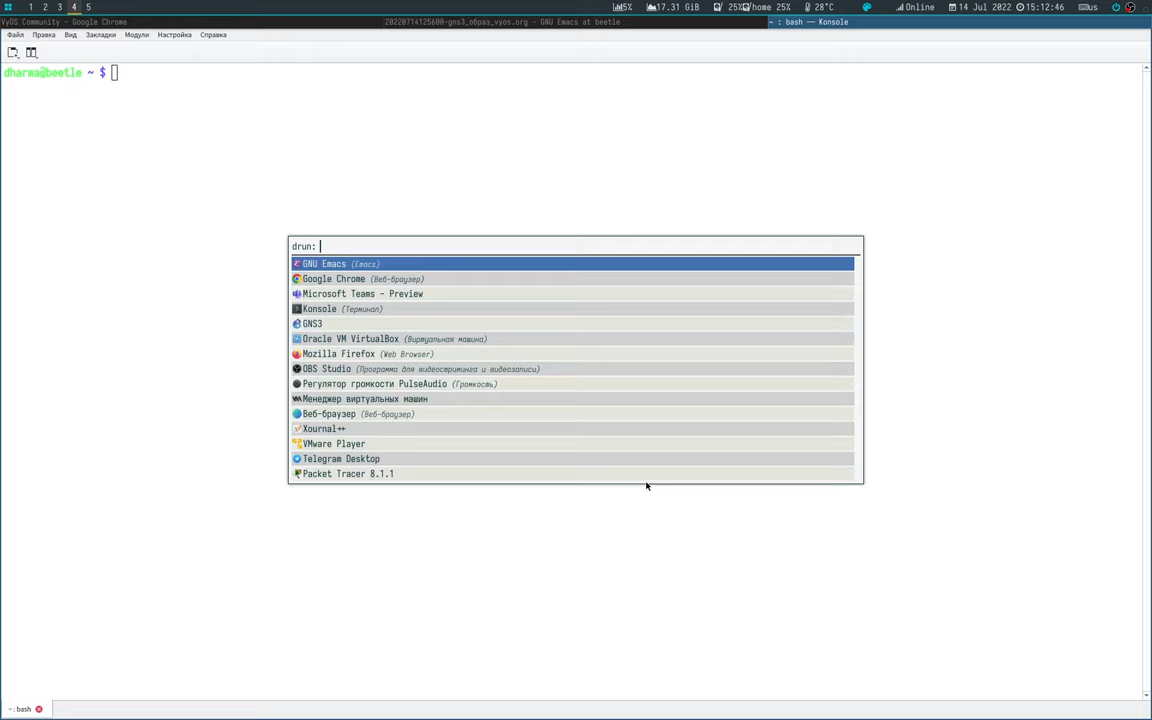 1 2 3 4 5 5% 17.31 GiB / 25% /home 25% 28°C Online 14 Jul 2022 15:12:46 us
VyOS Community - Google Chrome 20220714125608-gns3_образ_vyos.org - GNU Emacs at beetle ~ : bash — Konsole
Файл Правка Вид Закладки Модули Настройка Справка
dharma@beetle ~ $
drun:
GNU Emacs (Emacs)
Google Chrome (Веб-браузер)
Microsoft Teams - Preview
Konsole (Терминал)
GNS3
Oracle VM VirtualBox (Виртуальная машина)
Mozilla Firefox (Web Browser)
OBS Studio (Программа для видеостриминга и видеозаписи)
Регулятор громкости PulseAudio (Громкость)
Менеджер виртуальных машин
Веб-браузер (Веб-браузер)
Xournal++
VMware Player
Telegram Desktop
Packet Tracer 8.1.1
~ : bash